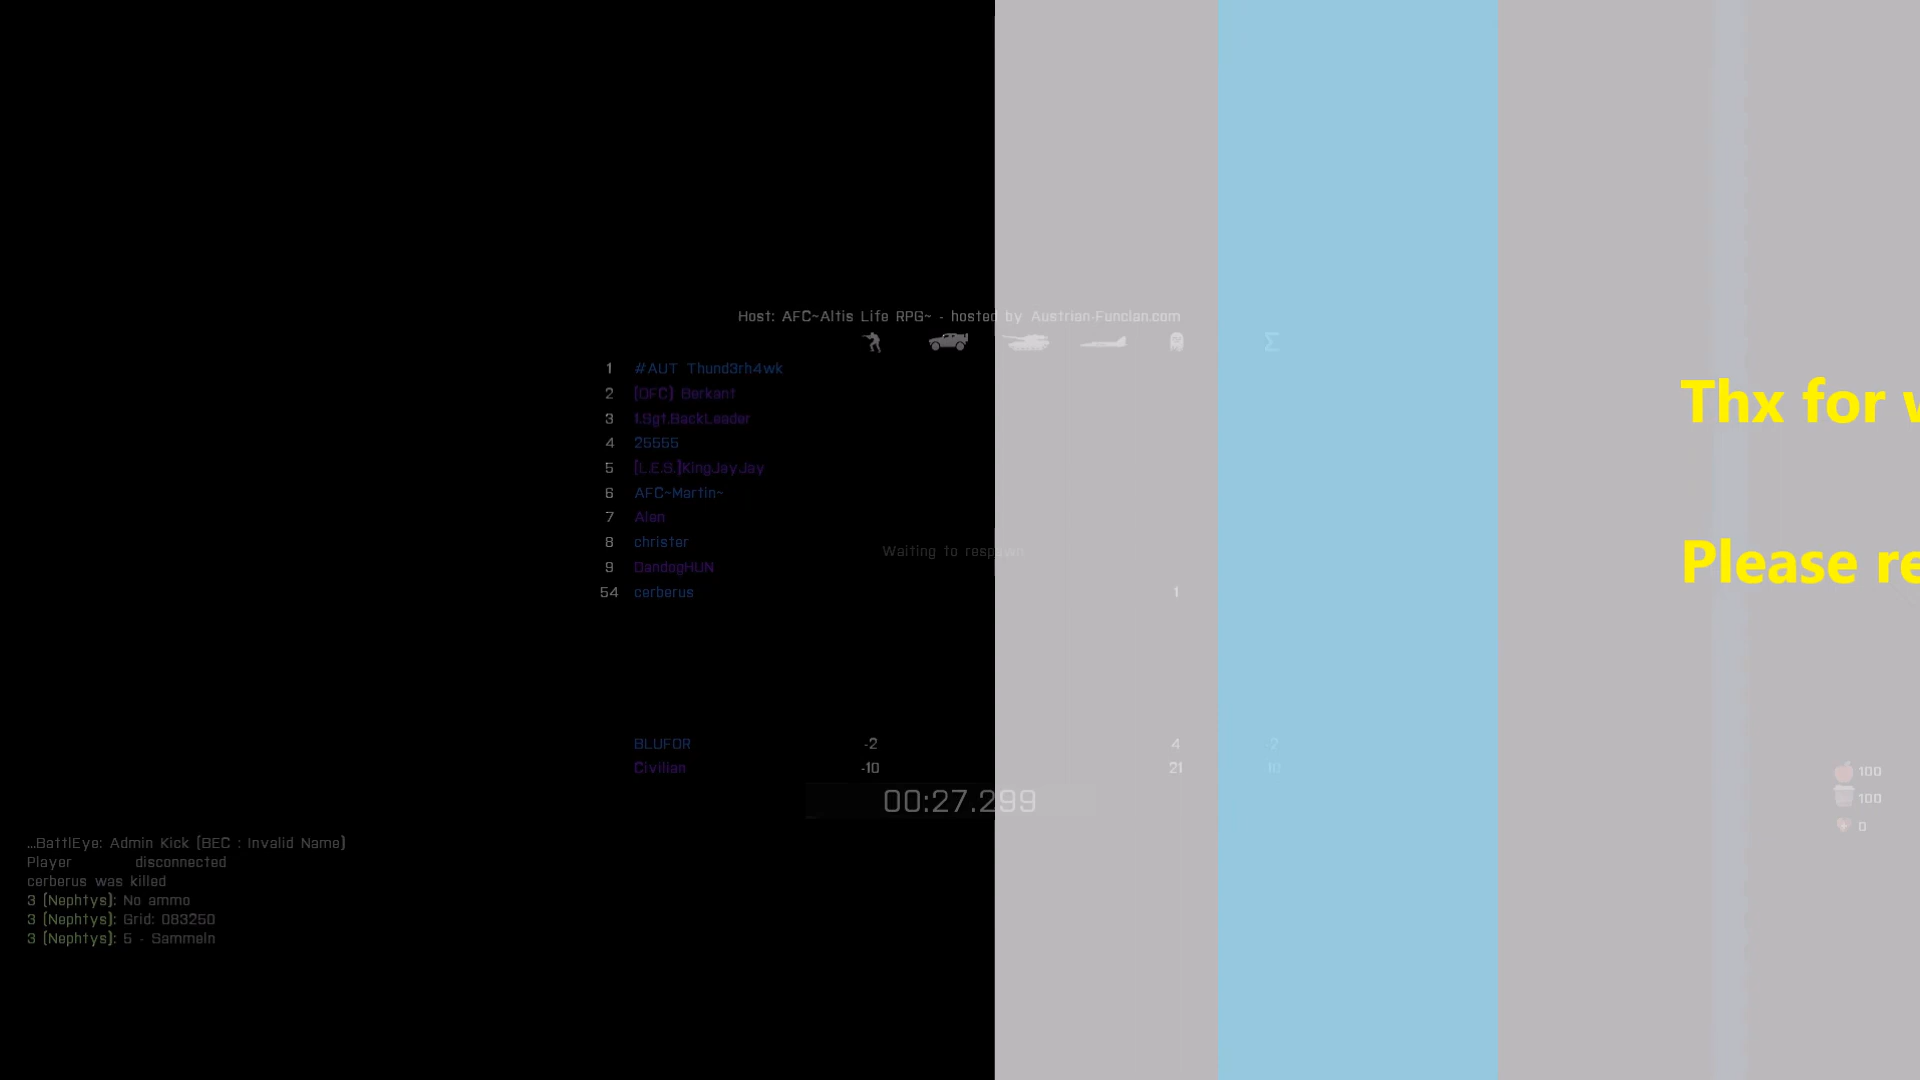 Host: AFC~Altis Life RPG~ - hosted by Austrian-Funclan.com
Σ
1 #AUT Thund3rh4wk
2 [OFC] Berkant
3 1.Sgt.BackLeader
4 25555
5 [L.E.S.]KingJayJay
6 AFC~Martin~
7 Alen
8 christer
9 DandogHUN
54 cerberus 1
Waiting to respawn
BLUFOR -2 4 -2
Civilian -10 21 -10
00:27.299
Thx for
Please
100
100
0
...BattlEye: Admin Kick (BEC : Invalid Name)
Player disconnected
cerberus was killed
3 (Nephtys): No ammo
3 (Nephtys): Grid: 083250
3 (Nephtys): 5 - Sammeln